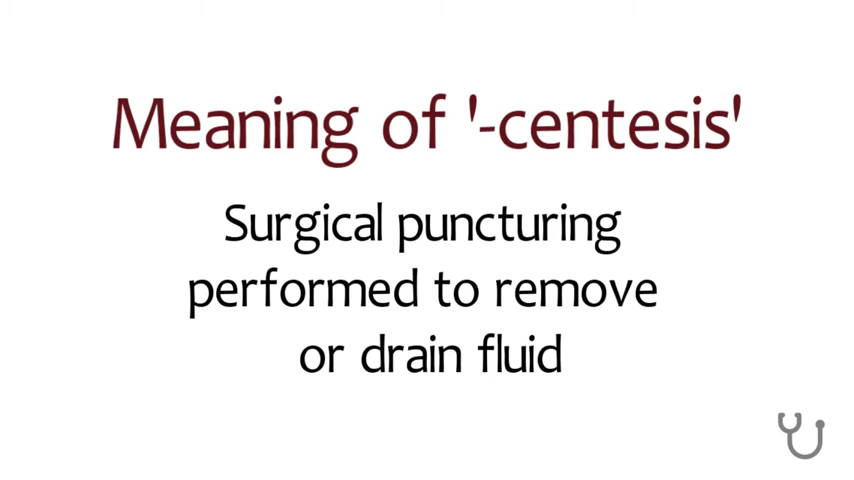 Meaning of '-centesis'
Surgical puncturing
performed to remove
or drain fluid